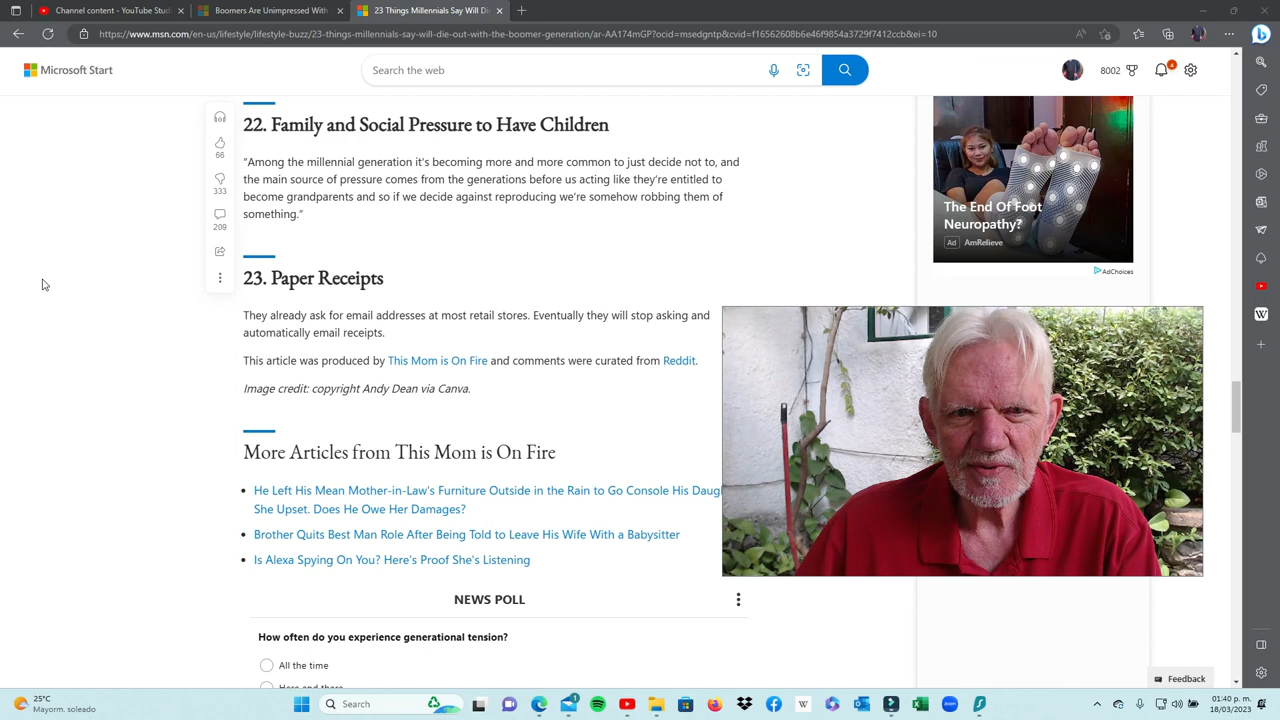 Channel content - YouTube Stud
Boomers Are Unimpressed With
23 Things Millennials Say Will Di
https://www.msn.com/en-us/lifestyle/lifestyle-buzz/23-things-millennials-say-will-die-out-with-the-boomer-generation/ar-AA174mGP?ocid=msedgntp&cvid=f16562608b6e46f9854a3729f7412ccb&ei=10
Microsoft Start
Search the web
8002
4
22. Family and Social Pressure to Have Children
66
333
209
“Among the millennial generation it's becoming more and more common to just decide not to, and
the main source of pressure comes from the generations before us acting like they’re entitled to
become grandparents and so if we decide against reproducing we’re somehow robbing them of
something.”
The End Of Foot
Neuropathy?
Ad AmRelieve
AdChoices
23. Paper Receipts
They already ask for email addresses at most retail stores. Eventually they will stop asking and
automatically email receipts.
This article was produced by This Mom is On Fire and comments were curated from Reddit.
Image credit: copyright Andy Dean via Canva.
More Articles from This Mom is On Fire
He Left His Mean Mother-in-Law's Furniture Outside in the Rain to Go Console His Daug
She Upset. Does He Owe Her Damages?
Brother Quits Best Man Role After Being Told to Leave His Wife With a Babysitter
Is Alexa Spying On You? Here's Proof She's Listening
NEWS POLL
How often do you experience generational tension?
All the time
Here and there
Feedback
25°C
Mayorm. soleado
Search
01:40 p. m.
18/03/2023